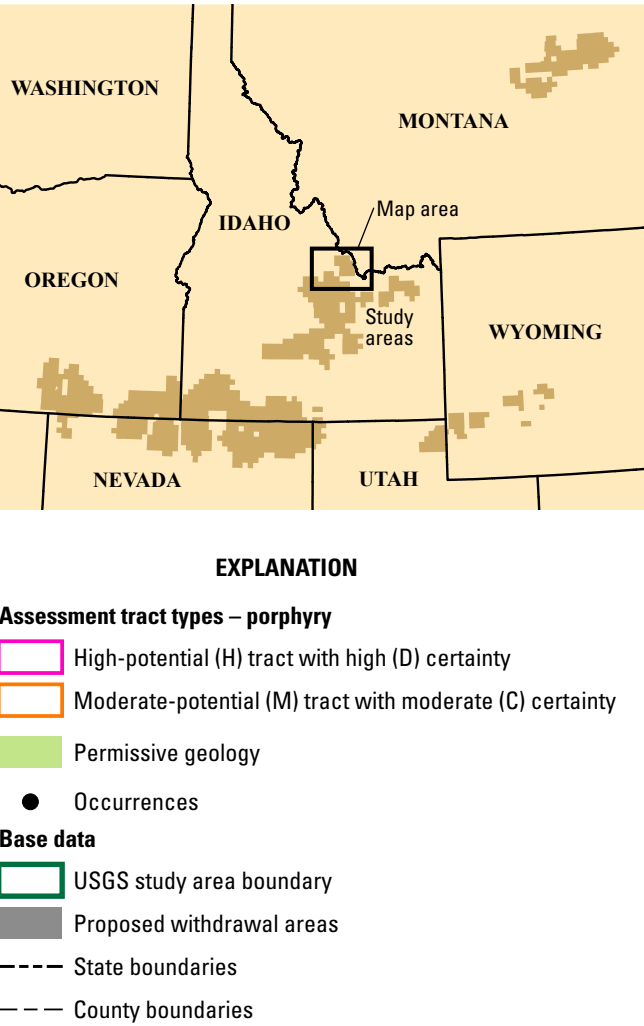 WASHINGTON
MONTANA
Map area
IDAHO
OREGON
Study
areas
WYOMING
NEVADA
UTAH
EXPLANATION
Assessment tract types – porphyry
High-potential (H) tract with high (D) certainty
Moderate-potential (M) tract with moderate (C) certainty
Permissive geology
Occurrences
Base data
USGS study area boundary
Proposed withdrawal areas
State boundaries
County boundaries